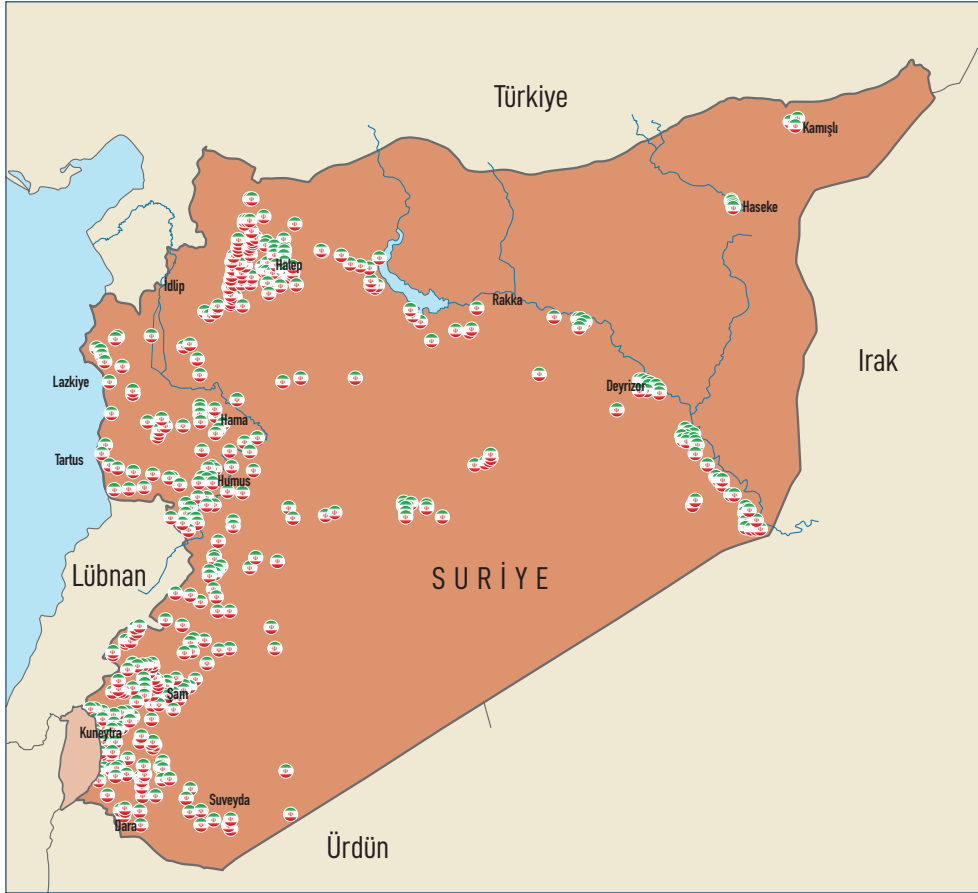 Türkiye
Kamışlı
Haseke
Halep
İdlip
Rakka
Irak
Lazkiye
Deyrizor
Hama
Tartus
Humus
Lübnan
SURİYE
Şam
Kuneytra
Suveyda
Dara
Ürdün